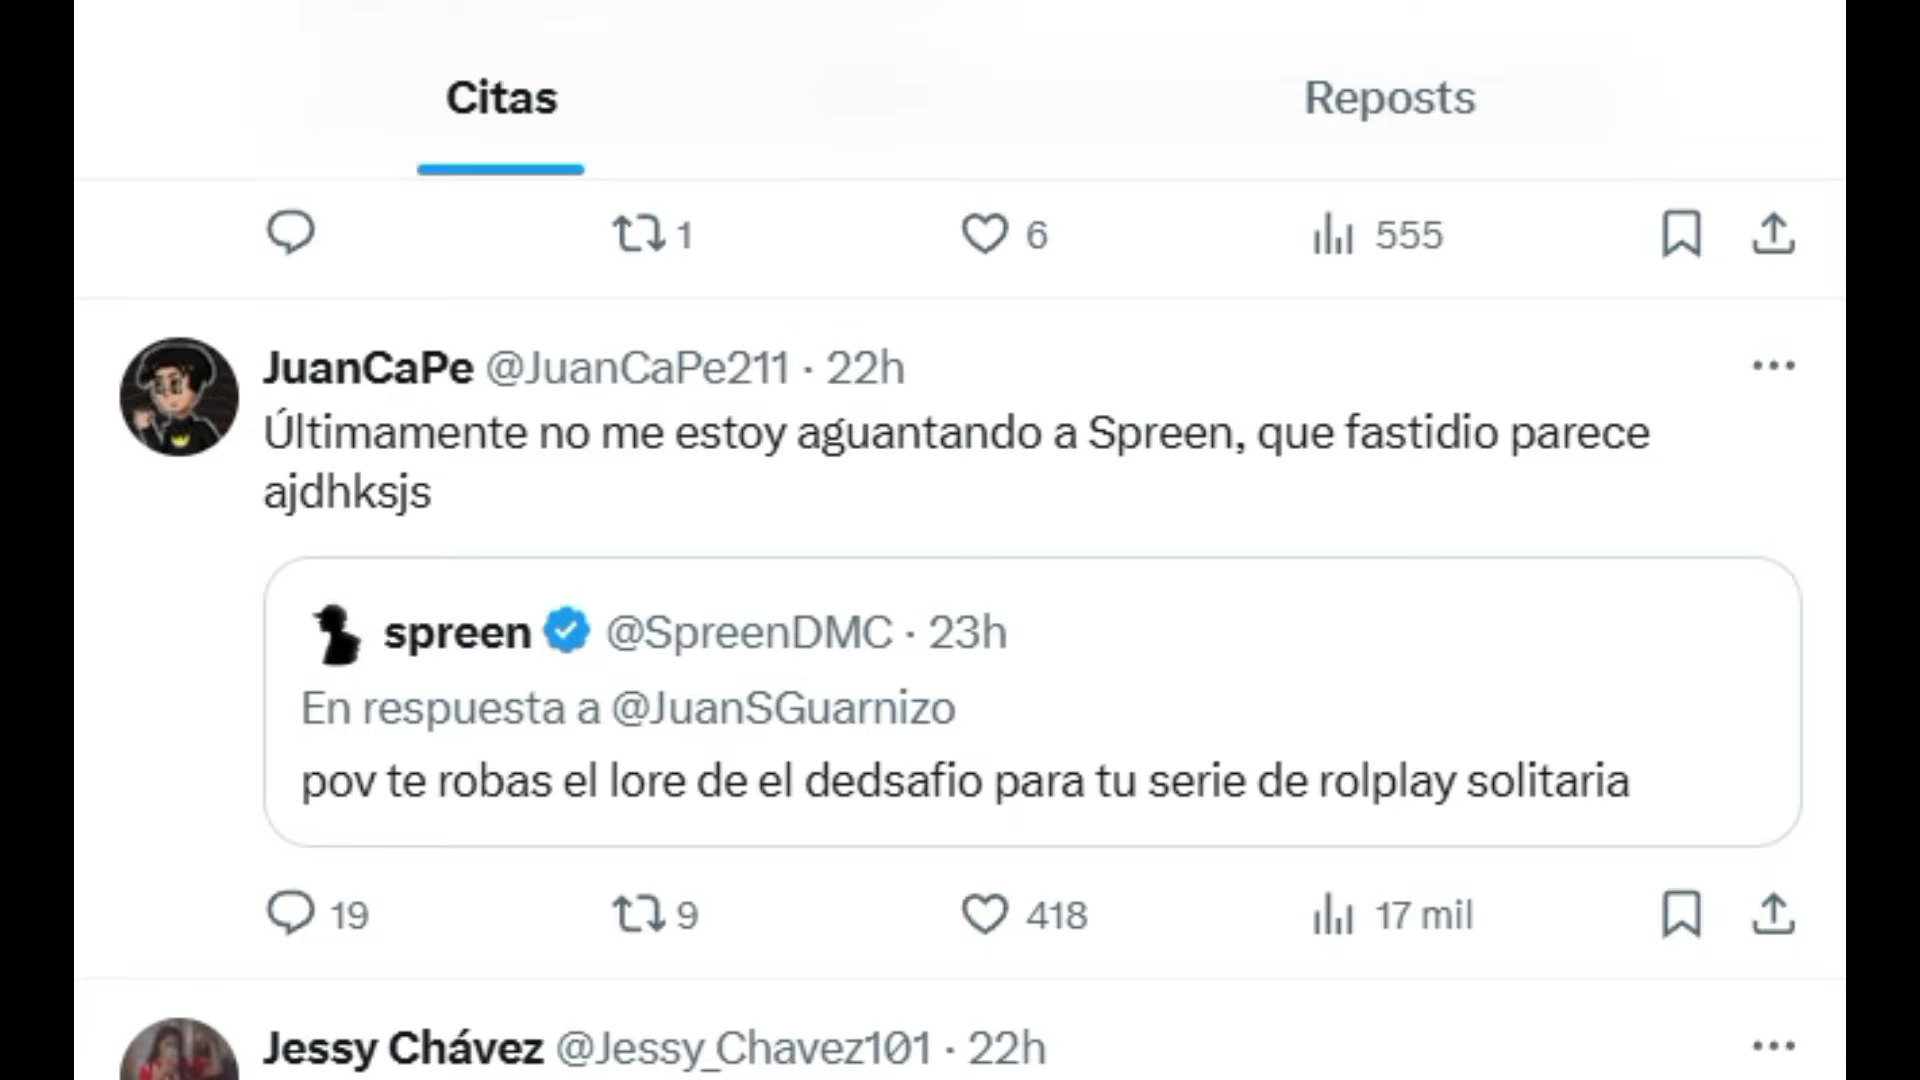 Citas
Reposts
1
6
555
JuanCaPe @JuanCaPe211 · 22h
Últimamente no me estoy aguantando a Spreen, que fastidio parece
ajdhksjs
spreen @SpreenDMC · 23h
En respuesta a @JuanSGuarnizo
pov te robas el lore de el dedsafio para tu serie de rolplay solitaria
19
9
418
17 mil
Jessy Chávez @Jessy_Chavez101 · 22h